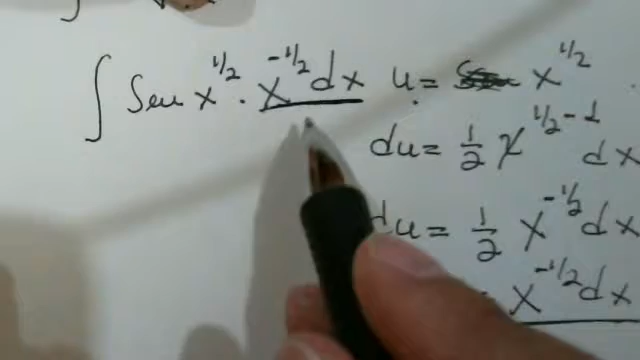 ∫ Sen x^{1/2} · x^{-1/2} dx u = x^{1/2}
du = 1/2 x^{1/2 - 1} dx
du = 1/2 x^{-1/2} dx
x^{-1/2} dx